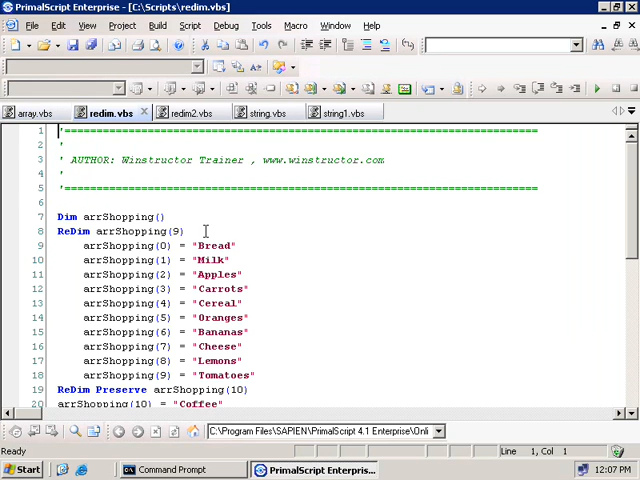 PrimalScript Enterprise - [C:\Scripts\redim.vbs]
File Edit View Project Build Script Debug Tools Macro Window Help
array.vbs redim.vbs redim2.vbs string.vbs string1.vbs
1 '==========================================================================
2 '
3 ' AUTHOR: Winstructor Trainer , www.winstructor.com
4 '
5 '==========================================================================
6
7 Dim arrShopping()
8 ReDim arrShopping(9)
9 arrShopping(0) = "Bread"
10 arrShopping(1) = "Milk"
11 arrShopping(2) = "Apples"
12 arrShopping(3) = "Carrots"
13 arrShopping(4) = "Cereal"
14 arrShopping(5) = "Oranges"
15 arrShopping(6) = "Bananas"
16 arrShopping(7) = "Cheese"
17 arrShopping(8) = "Lemons"
18 arrShopping(9) = "Tomatoes"
19 ReDim Preserve arrShopping(10)
20 arrShopping(10) = "Coffee"
C:\Program Files\SAPIEN\PrimalScript 4.1 Enterprise\Onli
Ready Line 1, Col 1
Start Command Prompt PrimalScript Enterpris... 12:07 PM